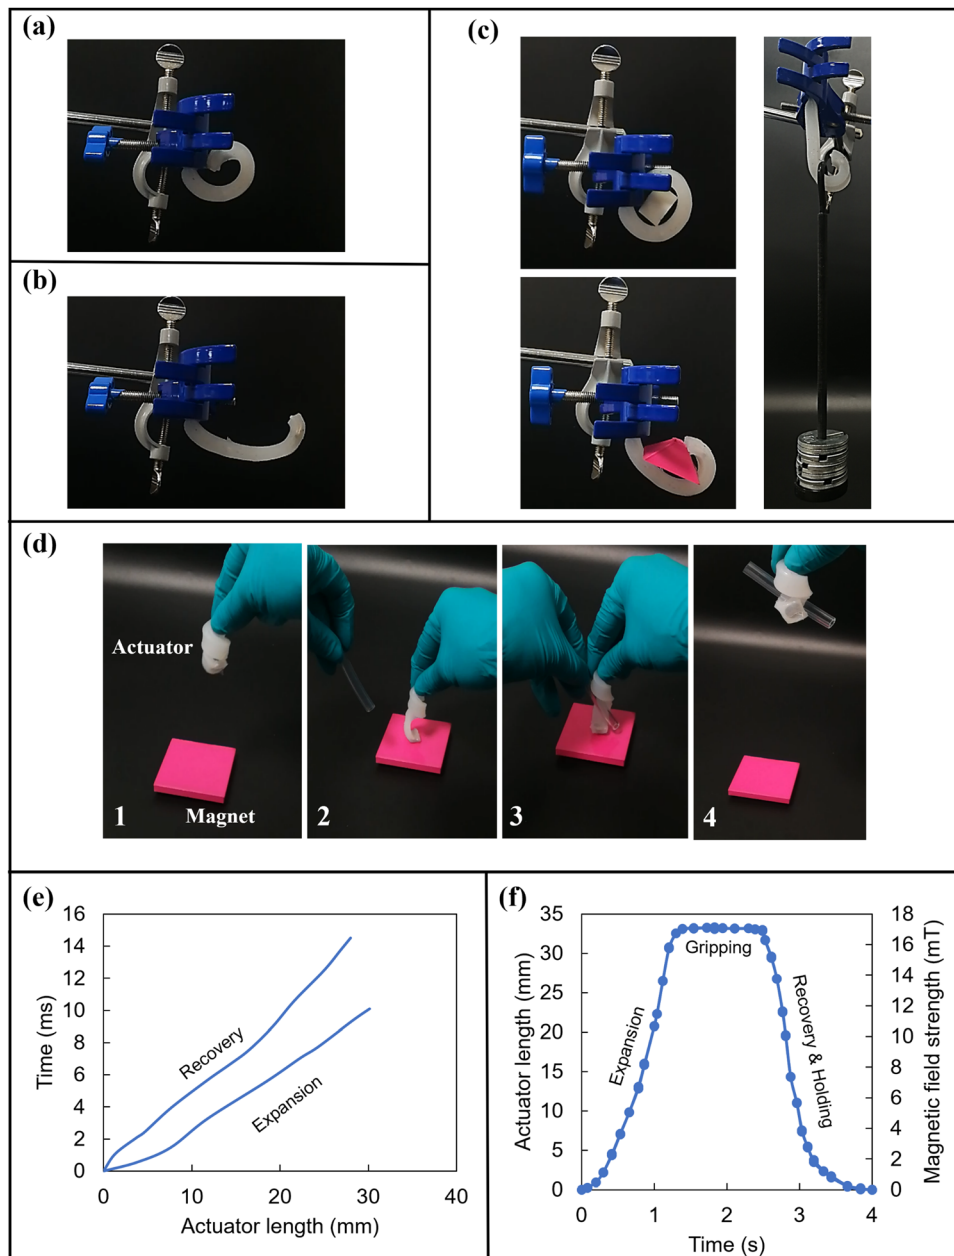 (a)
(b)
(c)
(d)
Actuator
Magnet
1
2
3
4
(e)
16
14
12
10
8
6
4
2
0
Time (ms)
Recovery
Expansion
0
10
20
30
40
Actuator length (mm)
(f)
35
30
25
20
15
10
5
0
Actuator length (mm)
Expansion
Gripping
Recovery & Holding
18
16
14
12
10
8
6
4
2
0
Magnetic field strength (mT)
0
1
2
3
4
Time (s)